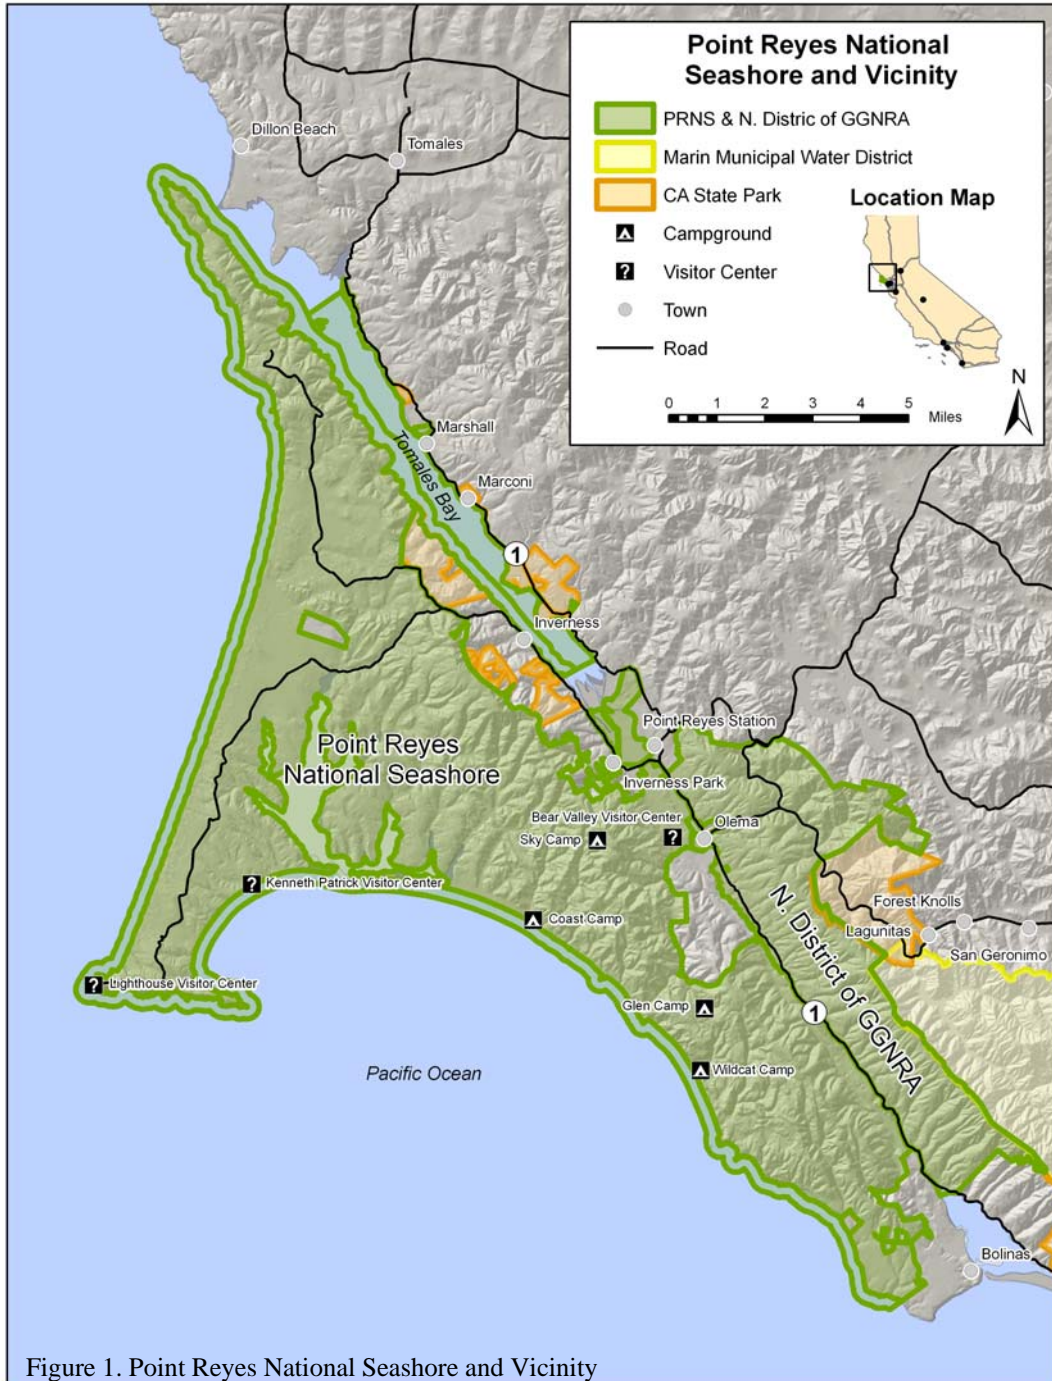 Point Reyes National
Seashore and Vicinity
PRNS & N. Distric of GGNRA
Marin Municipal Water District
CA State Park
Location Map
Campground
Visitor Center
Town
Road
N
0 1 2 3 4 5
Miles
Dillon Beach
Tomales
Marshall
Tomales Bay
Marconi
1
Inverness
Point Reyes Station
Point Reyes
National Seashore
Inverness Park
Bear Valley Visitor Center
Olema
Sky Camp
Kenneth Patrick Visitor Center
Coast Camp
N. District of GGNRA
Forest Knolls
Lagunitas
San Geronimo
Lighthouse Visitor Center
Glen Camp
1
Wildcat Camp
Pacific Ocean
Bolinas
Figure 1. Point Reyes National Seashore and Vicinity